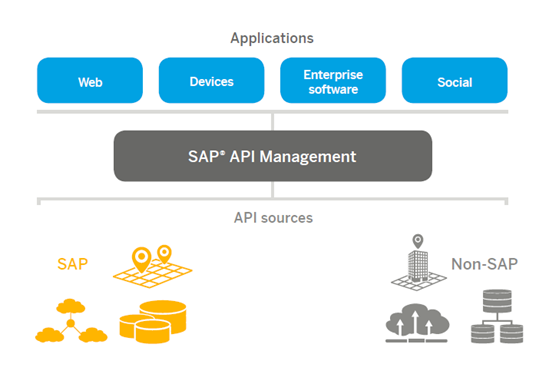 Applications
Web
Devices
Enterprise
software
Social
SAP® API Management
API sources
SAP
Non-SAP